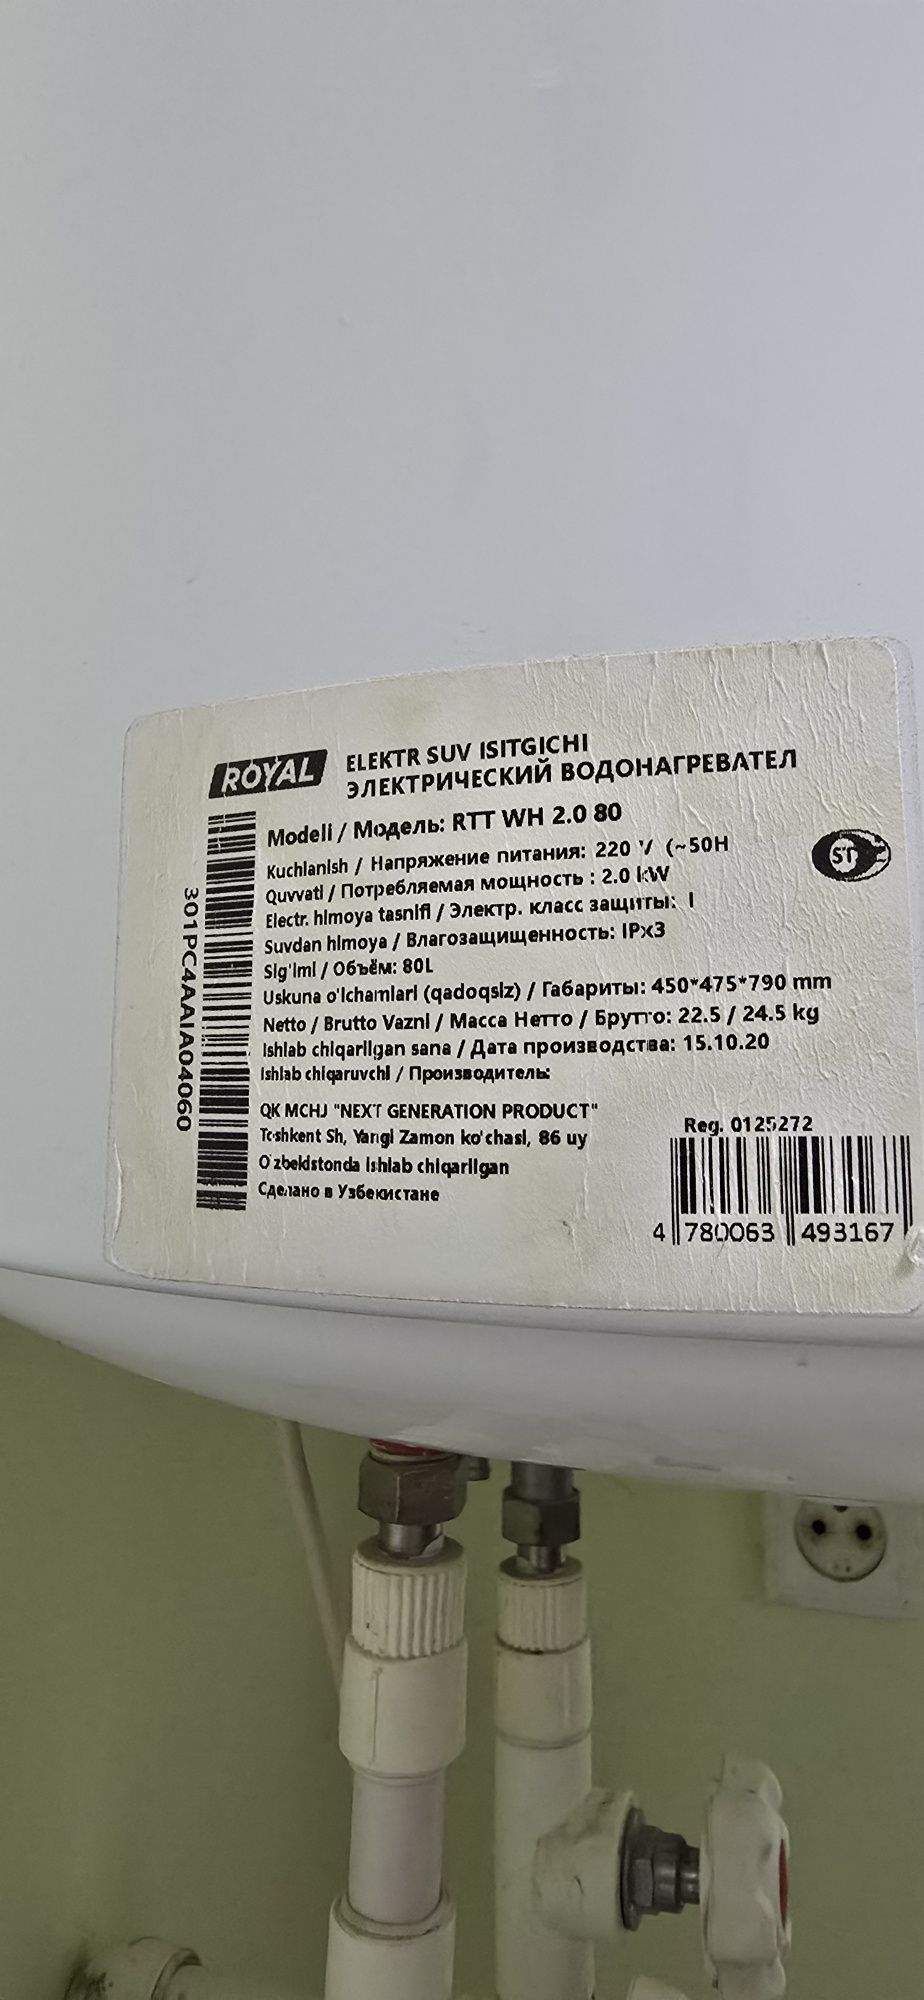 ROYAL
ELEKTR SUV ISITGICHI
ЭЛЕКТРИЧЕСКИЙ ВОДОНАГРЕВАТЕЛ
Modeli / Модель: RTT WH 2.0 80
Kuchlanish / Напряжение питания: 220 V (~50H
Quvvati / Потребляемая мощность : 2.0 kW
Electr. himoya tasnifi / Электр. класс защиты: I
Suvdan himoya / Влагозащищенность: IPx3
Sig'imi / Объём: 80L
Uskuna o'lchamlari (qadoqsiz) / Габариты: 450*475*790 mm
Netto / Brutto Vazni / Масса Нетто / Брутто: 22.5 / 24.5 kg
Ishlab chiqarilgan sana / Дата производства: 15.10.20
Ishlab chiqaruvchi / Производитель:
QK MCHJ "NEXT GENERATION PRODUCT"
Toshkent Sh, Yangi Zamon ko'chasi, 86 uy
O'zbekistonda ishlab chiqarilgan
Сделано в Узбекистане
ST
Reg. 0125272
4 780063 493167
301PC4AAIA04060